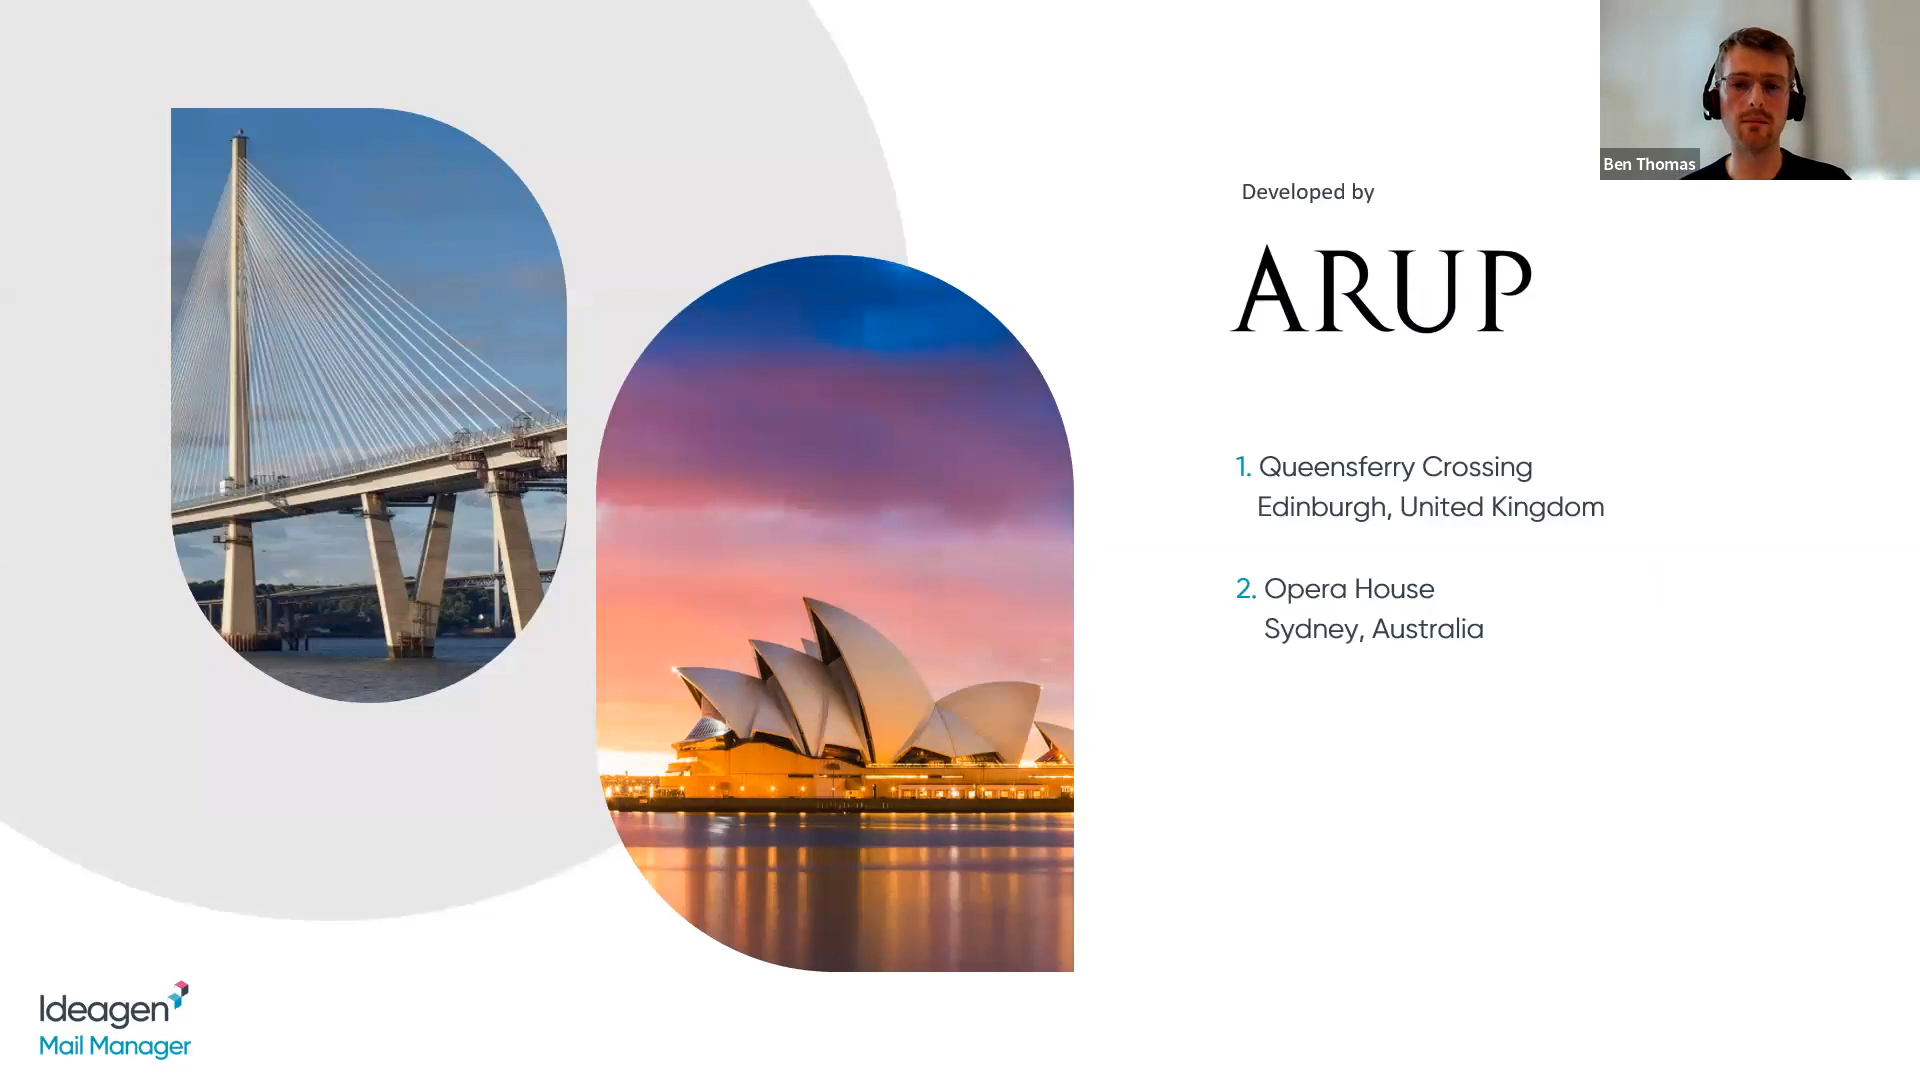 Ben Thomas
Developed by
ARUP
1. Queensferry Crossing
Edinburgh, United Kingdom
2. Opera House
Sydney, Australia
Ideagen
Mail Manager